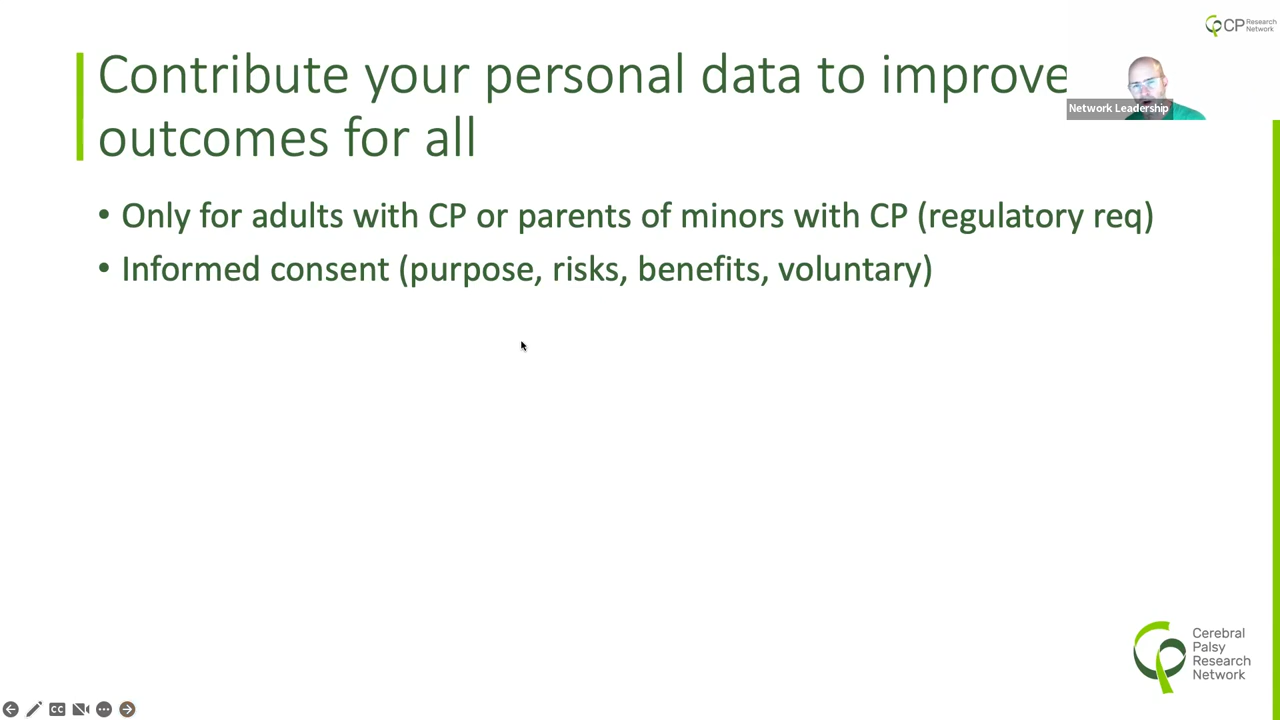 CP Research
Network
Contribute your personal data to improve
outcomes for all
Network Leadership
• Only for adults with CP or parents of minors with CP (regulatory req)
• Informed consent (purpose, risks, benefits, voluntary)
Cerebral
Palsy
Research
Network
CC